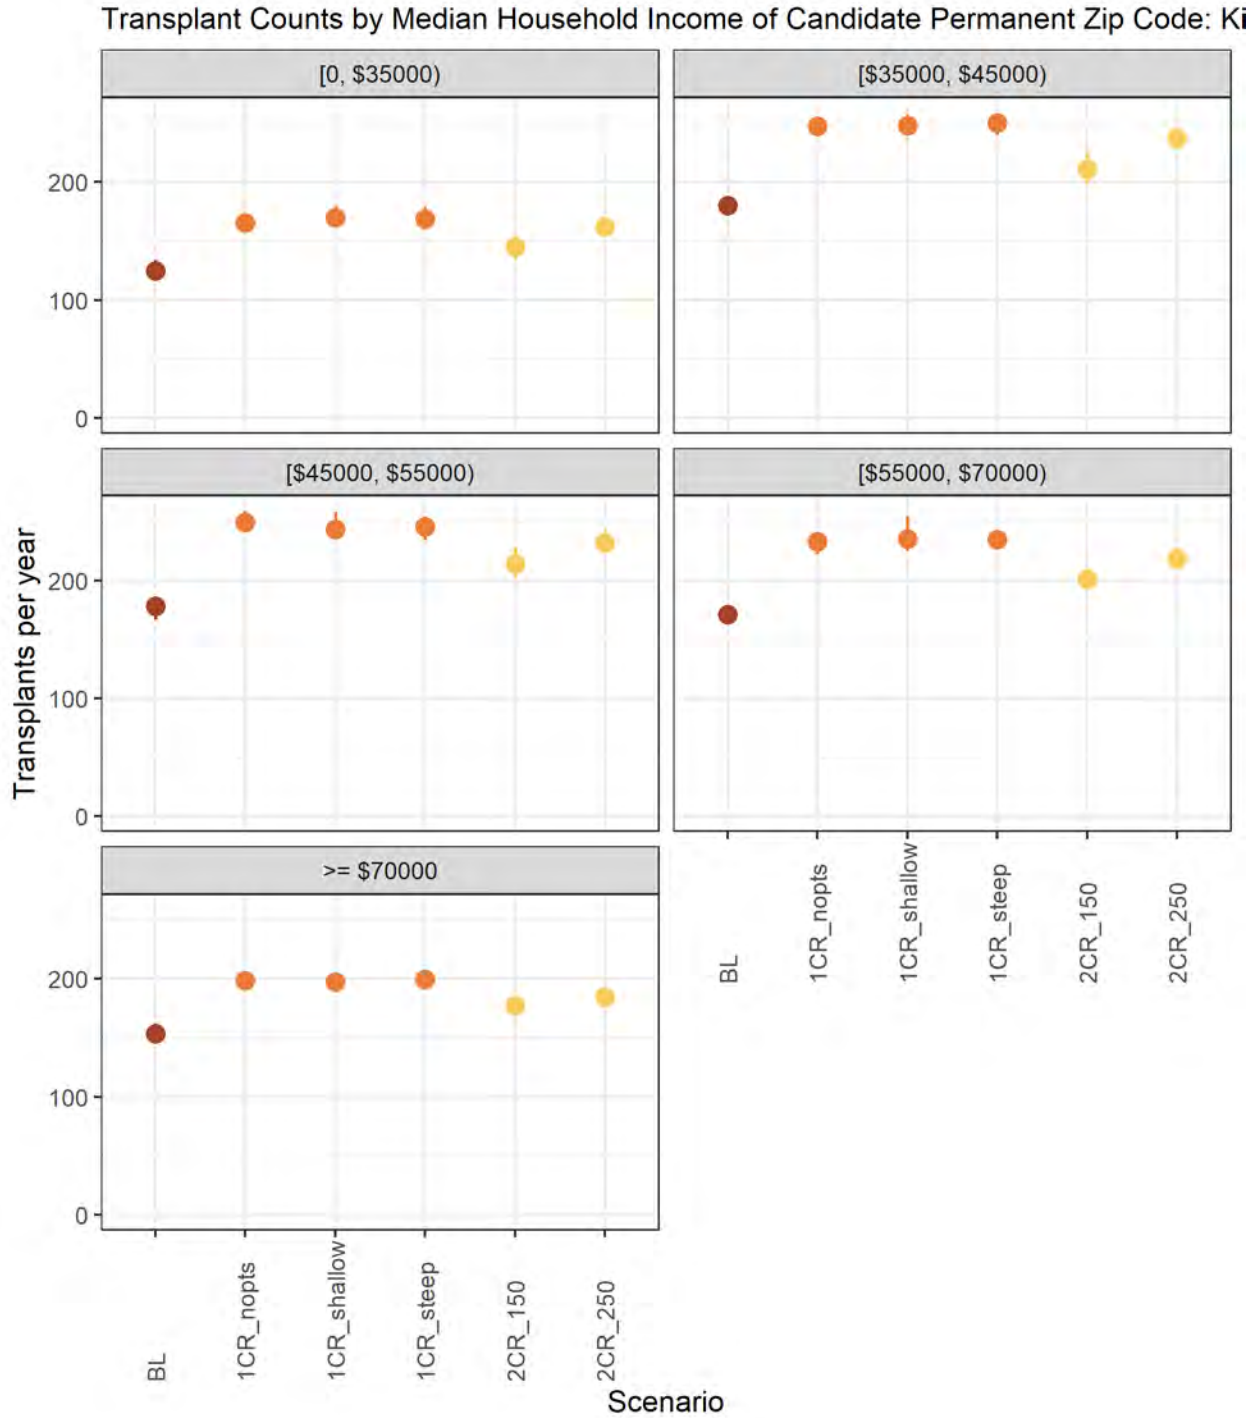 Transplant Counts by Median Household Income of Candidate Permanent Zip Code: Ki
[0, $35000)
[$35000, $45000)
200
100
0
[$45000, $55000)
[$55000, $70000)
200
100
0
Transplants per year
>= $70000
BL
1CR_nopts
1CR_shallow
1CR_steep
2CR_150
2CR_250
200
100
0
BL
1CR_nopts
1CR_shallow
1CR_steep
2CR_150
2CR_250
Scenario